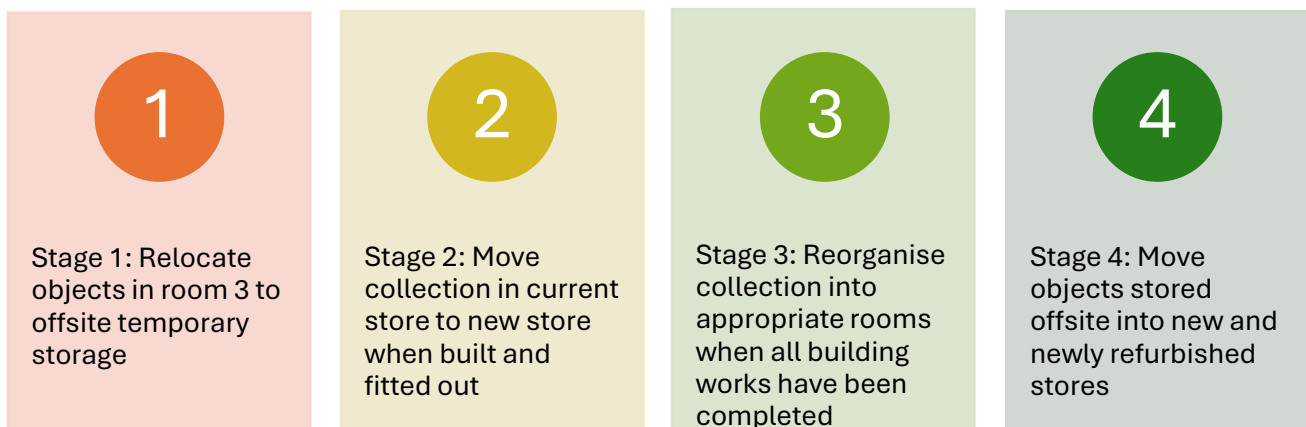 1
Stage 1: Relocate
objects in room 3 to
offsite temporary
storage
2
Stage 2: Move
collection in current
store to new store
when built and
fitted out
3
Stage 3: Reorganise
collection into
appropriate rooms
when all building
works have been
completed
4
Stage 4: Move
objects stored
offsite into new and
newly refurbished
stores